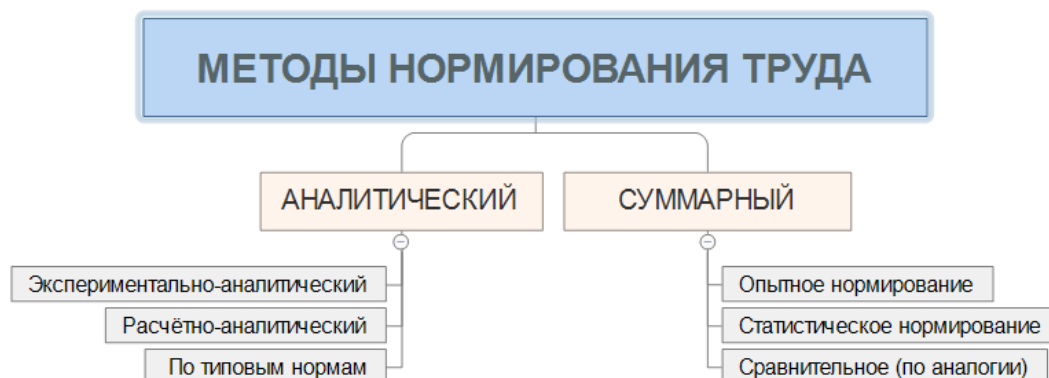 МЕТОДЫ НОРМИРОВАНИЯ ТРУДА
АНАЛИТИЧЕСКИЙ
СУММАРНЫЙ
Экспериментально-аналитический
Расчётно-аналитический
По типовым нормам
Опытное нормирование
Статистическое нормирование
Сравнительное (по аналогии)